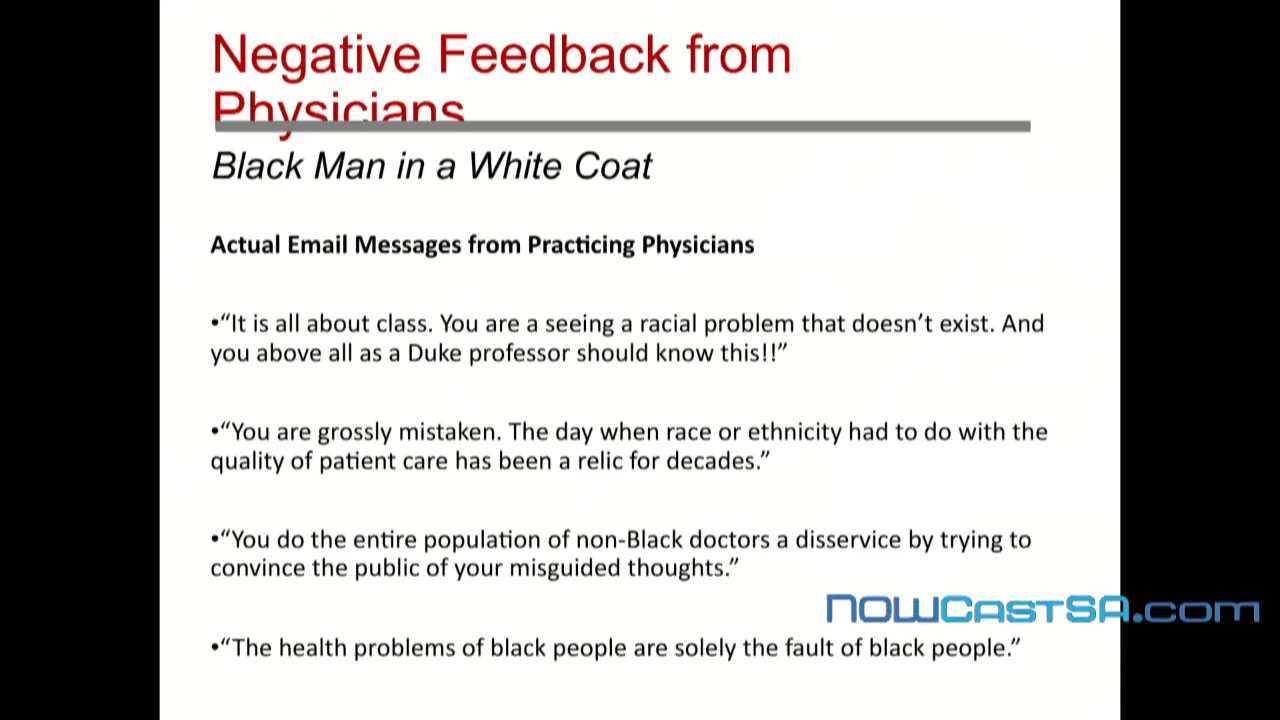 Negative Feedback from
Physicians
Black Man in a White Coat
Actual Email Messages from Practicing Physicians
•“It is all about class. You are a seeing a racial problem that doesn’t exist. And
you above all as a Duke professor should know this!!”
•“You are grossly mistaken. The day when race or ethnicity had to do with the
quality of patient care has been a relic for decades.”
•“You do the entire population of non-Black doctors a disservice by trying to
convince the public of your misguided thoughts.”
NOWCastSA.com
•“The health problems of black people are solely the fault of black people.”